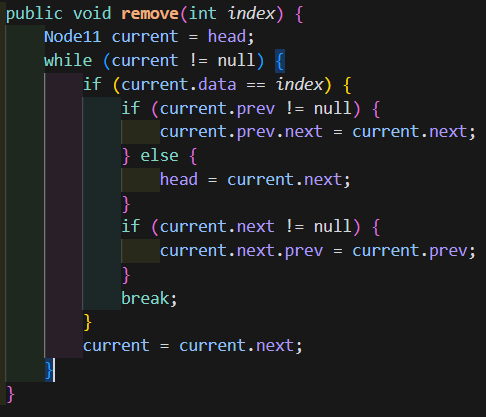 public void remove(int index) {
Node11 current = head;
while (current != null) {
if (current.data == index) {
if (current.prev != null) {
current.prev.next = current.next;
} else {
head = current.next;
}
if (current.next != null) {
current.next.prev = current.prev;
}
break;
}
current = current.next;
}
}